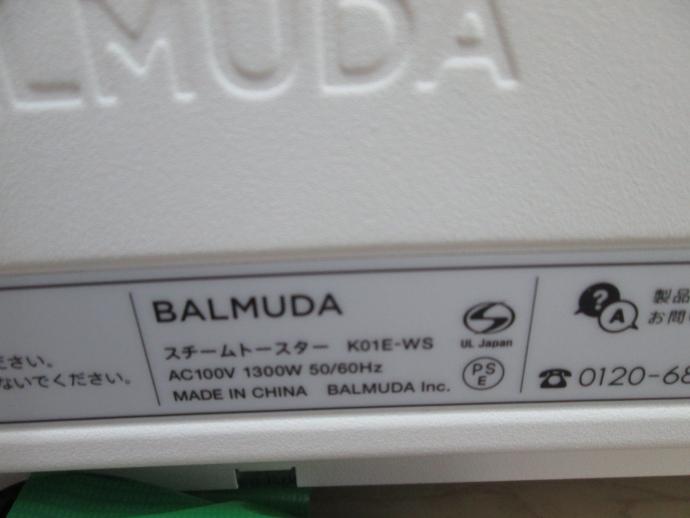 LMUDA
ださい。
ないでください。
BALMUDA
スチームトースター K01E-WS
AC100V 1300W 50/60Hz
MADE IN CHINA BALMUDA Inc.
S
UL Japan
PS
E
?
A
製品
お問い
☎ 0120-68